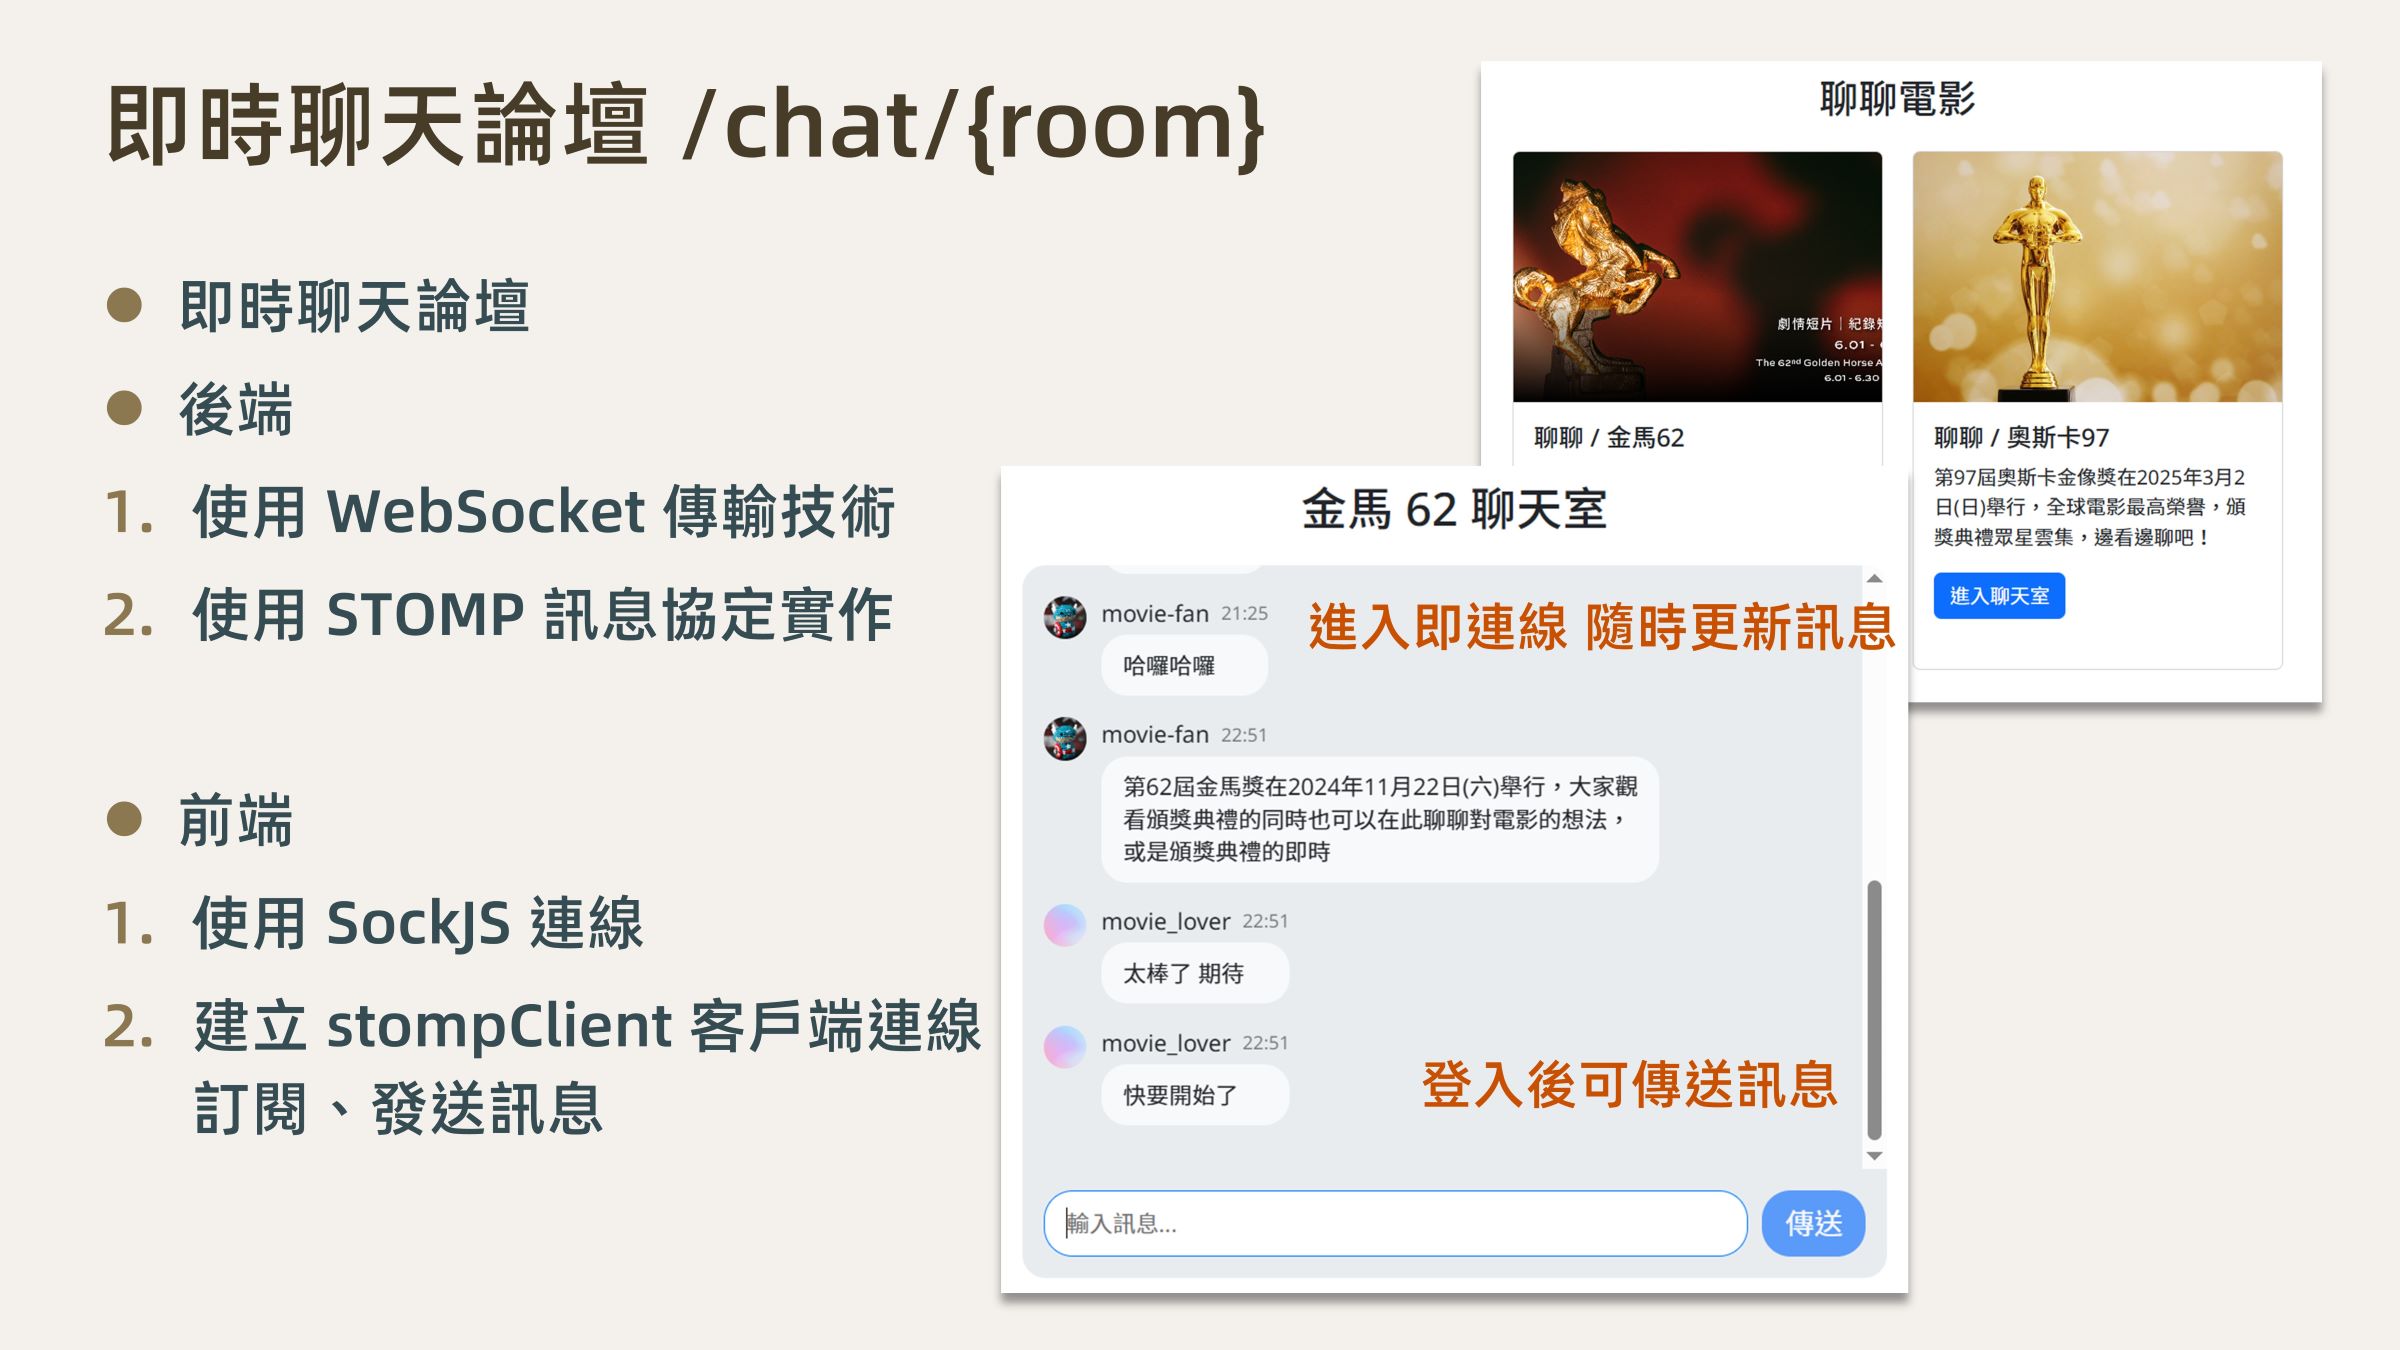 即時聊天論壇 /chat/{room}
● 即時聊天論壇
● 後端
1. 使用 WebSocket 傳輸技術
2. 使用 STOMP 訊息協定實作
● 前端
1. 使用 SockJS 連線
2. 建立 stompClient 客戶端連線
訂閱、發送訊息
聊聊電影
劇情短片｜紀錄短
6.01 -
The 62nd Golden Horse A
6.01 - 6.30
聊聊 / 金馬62
聊聊 / 奧斯卡97
第97屆奧斯卡金像獎在2025年3月2
日(日)舉行，全球電影最高榮譽，頒
獎典禮眾星雲集，邊看邊聊吧！
進入聊天室
金馬 62 聊天室
進入即連線 隨時更新訊息
movie-fan 21:25
哈囉哈囉
movie-fan 22:51
第62屆金馬獎在2024年11月22日(六)舉行，大家觀
看頒獎典禮的同時也可以在此聊聊對電影的想法，
或是頒獎典禮的即時
movie_lover 22:51
太棒了 期待
movie_lover 22:51
快要開始了
登入後可傳送訊息
輸入訊息...
傳送